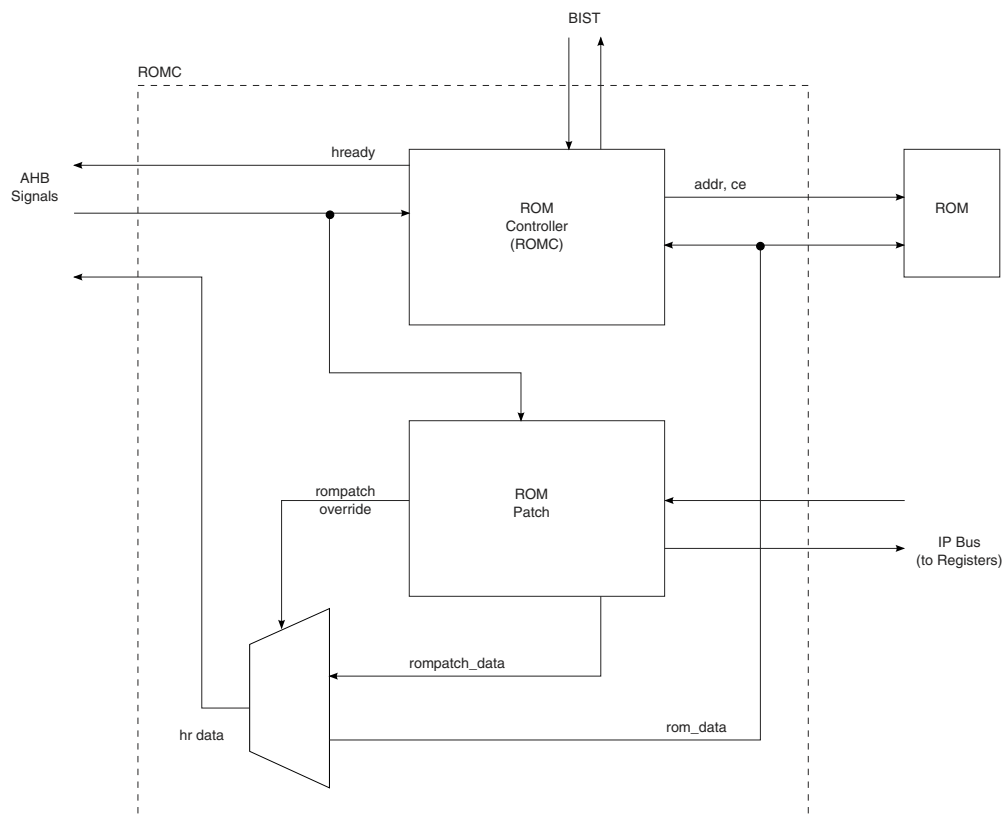 BIST
ROMC
hready
AHB
Signals
ROM
Controller
(ROMC)
addr, ce
ROM
rompatch
override
ROM
Patch
IP Bus
(to Registers)
rompatch_data
hr data
rom_data